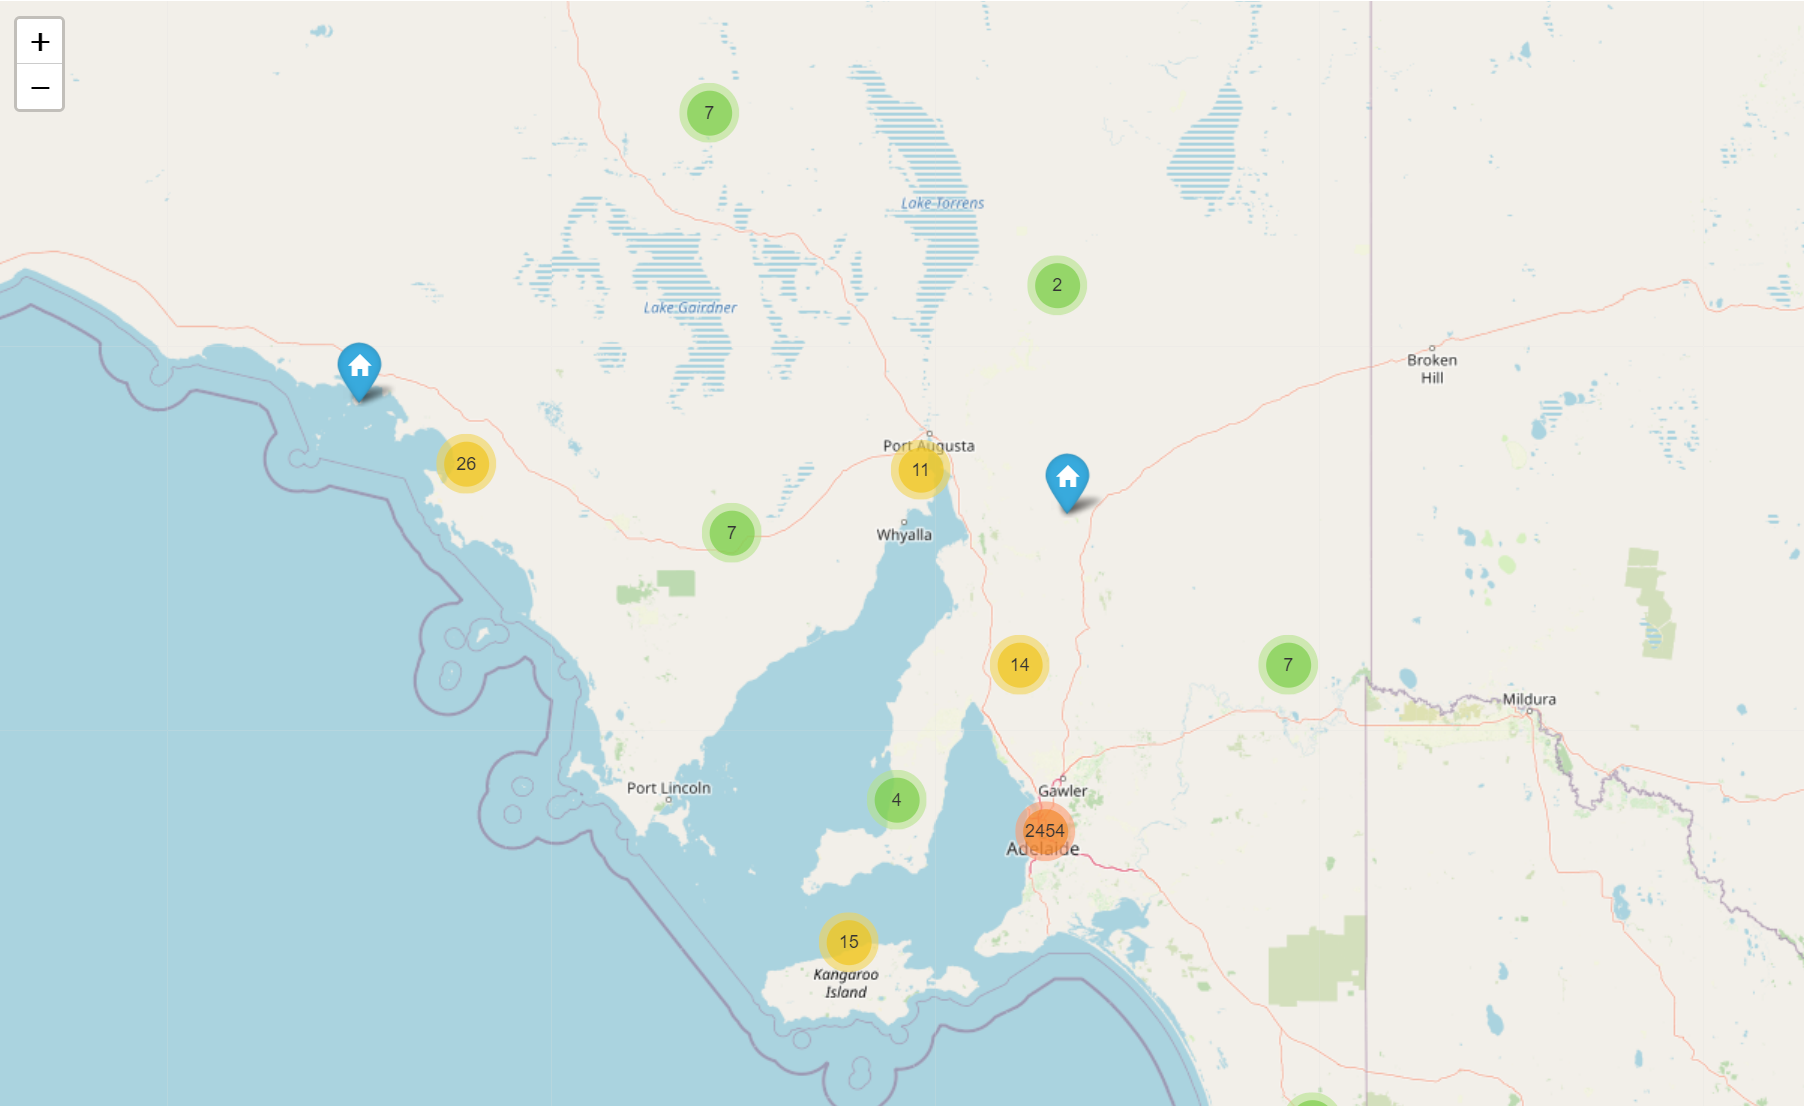 +
−
7
Lake Torrens
2
Lake Gairdner
Broken
Hill
Port Augusta
26
11
7
Whyalla
14
7
Mildura
Port Lincoln
4
Gawler
2454
Adelaide
15
Kangaroo
Island